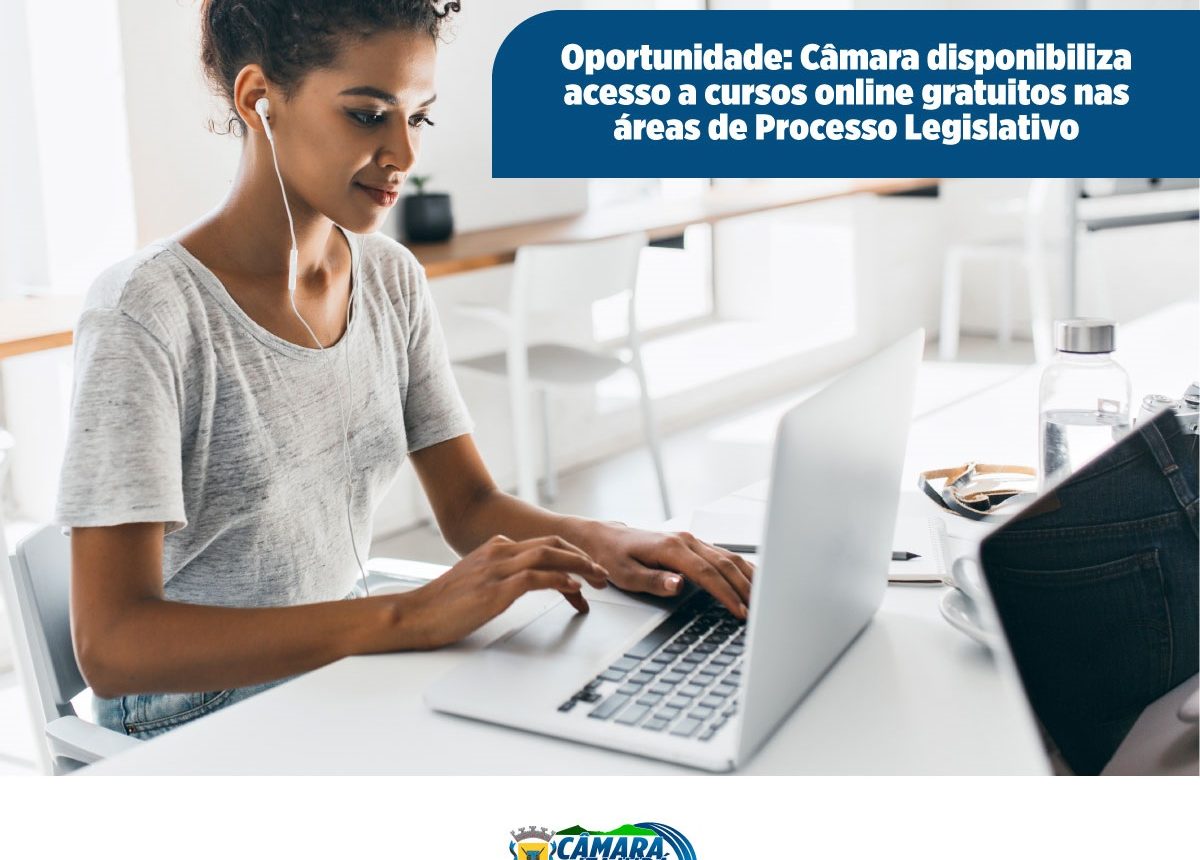 Oportunidade: Câmara disponibiliza
acesso a cursos online gratuitos nas
áreas de Processo Legislativo
CÂMARA